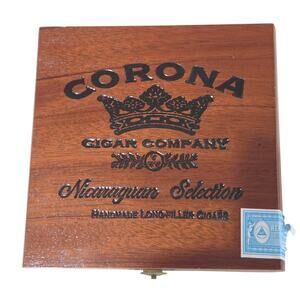 CORONA
CIGAR COMPANY
Nicaraguan Selection
HANDMADE LONG-FILLER CIGARS